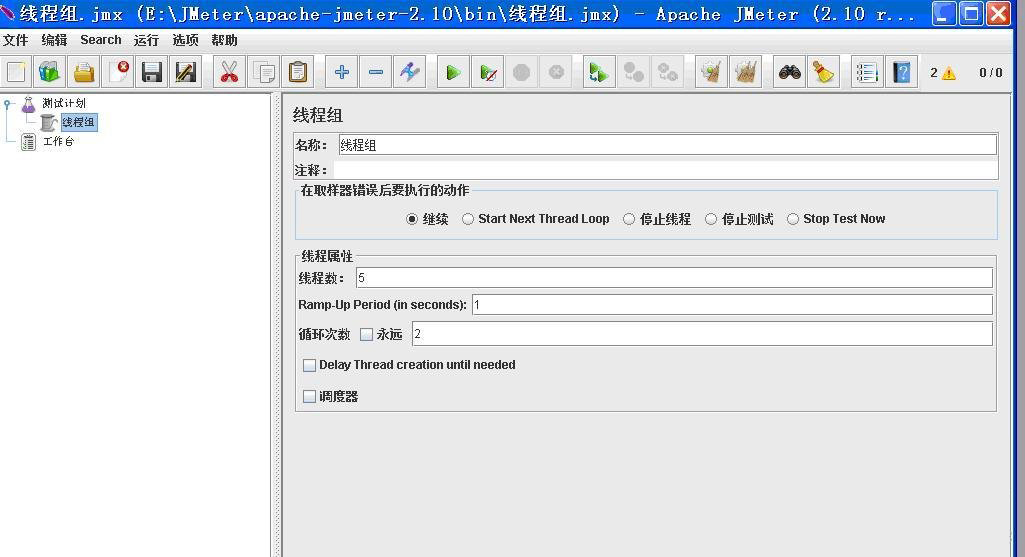 线程组.jmx (E:\JMeter\apache-jmeter-2.10\bin\线程组.jmx) - Apache JMeter (2.10 r...
文件 编辑 Search 运行 选项 帮助
2 0 / 0
测试计划
线程组
工作台
线程组
名称： 线程组
注释：
在取样器错误后要执行的动作
继续 Start Next Thread Loop 停止线程 停止测试 Stop Test Now
线程属性
线程数： 5
Ramp-Up Period (in seconds): 1
循环次数 永远 2
Delay Thread creation until needed
调度器